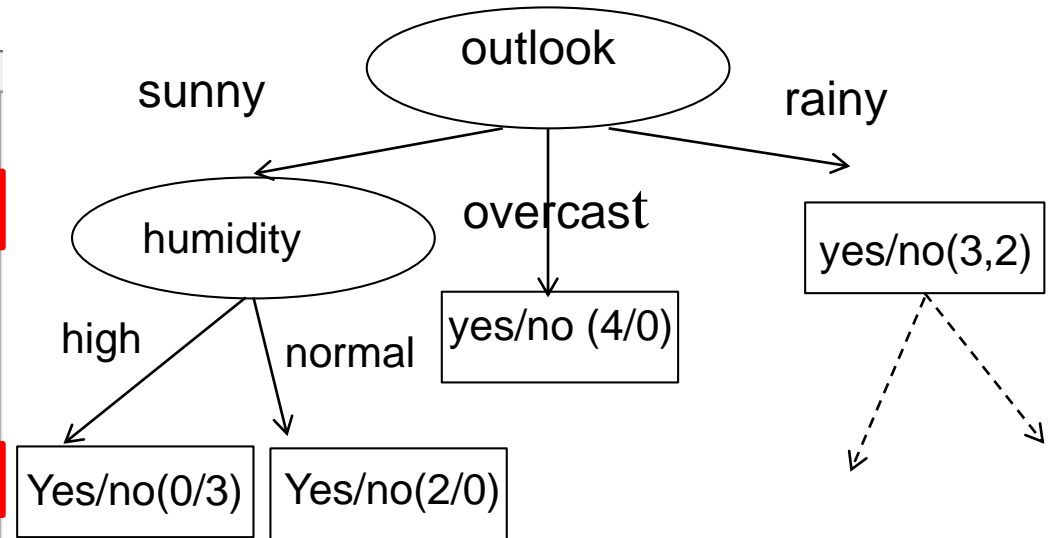 outlook
sunny
rainy
humidity
overcast
yes/no(3,2)
yes/no (4/0)
high
normal
Yes/no(0/3)
Yes/no(2/0)